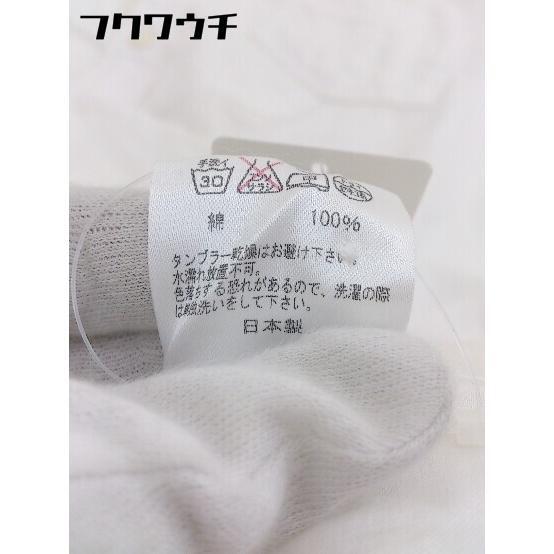 フクワウチ
手洗イ
30
綿 100%
タンブラー乾燥はお避け下さい。
水濡れ放置不可。
色落ちする恐れがあるので、洗濯の際
は単独洗いをして下さい。
日本製